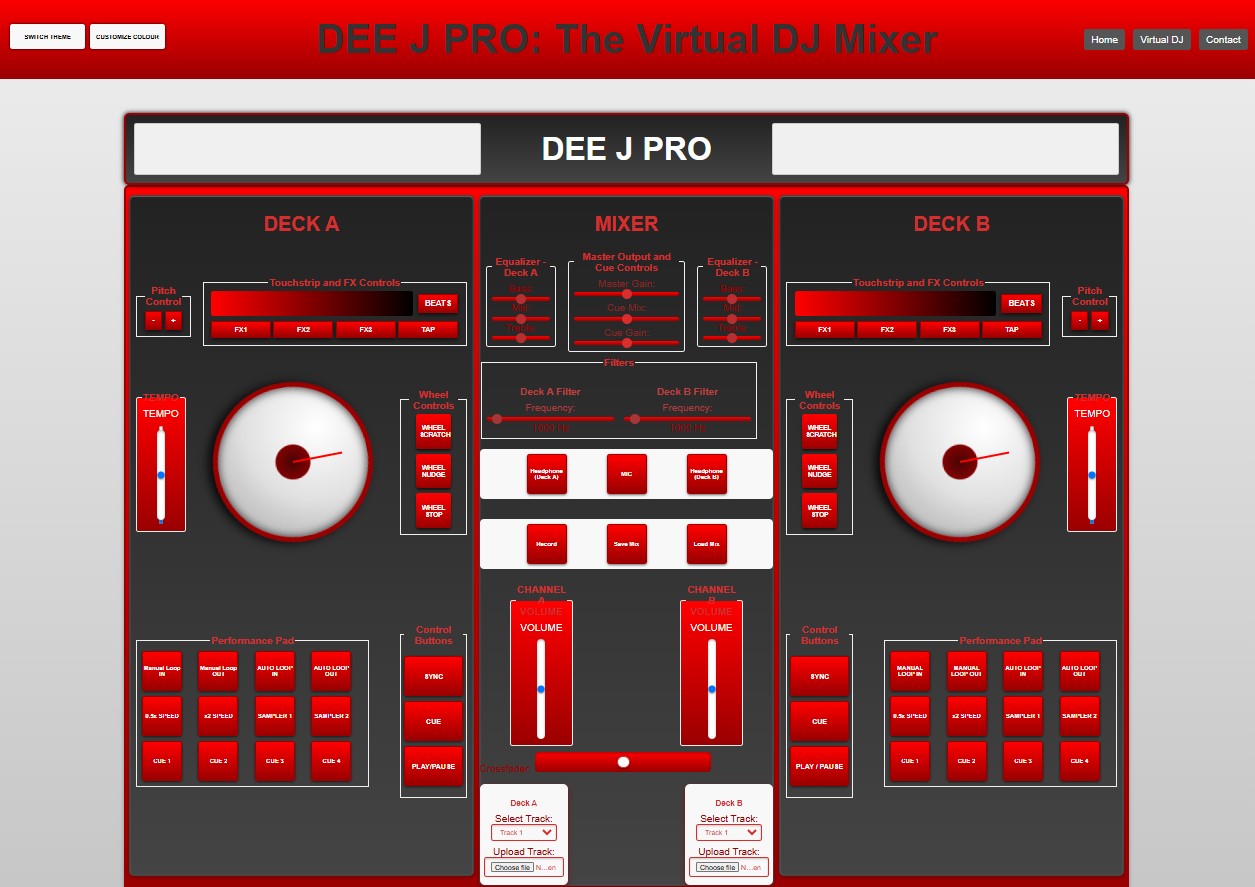 SWITCH THEME
CUSTOMIZE COLOUR
DEE J PRO: The Virtual DJ Mixer
Home
Virtual DJ
Contact
DEE J PRO
DECK A
Pitch
Control
-
+
Touchstrip and FX Controls
BEATS
FX1
FX2
FX3
TAP
TEMPO
TEMPO
Wheel
Controls
WHEEL
SCRATCH
WHEEL
NUDGE
WHEEL
STOP
Performance Pad
Manual Loop
IN
Manual Loop
OUT
AUTO LOOP
IN
AUTO LOOP
OUT
0.5x SPEED
x2 SPEED
SAMPLER 1
SAMPLER 2
CUE 1
CUE 2
CUE 3
CUE 4
Control
Buttons
SYNC
CUE
PLAY/PAUSE
MIXER
Equalizer -
Deck A
Bass:
Mid:
Treble:
Master Output and
Cue Controls
Master Gain:
Cue Mix:
Cue Gain:
Equalizer -
Deck B
Bass:
Mid:
Treble:
Filters
Deck A Filter
Frequency:
1000 Hz
Deck B Filter
Frequency:
1000 Hz
Headphone
(Deck A)
MIC
Headphone
(Deck B)
Record
Save Mix
Load Mix
CHANNEL
A
VOLUME
VOLUME
CHANNEL
B
VOLUME
VOLUME
Crossfader:
Deck A
Select Track:
Track 1
Upload Track:
Choose file N...en
Deck B
Select Track:
Track 1
Upload Track:
Choose file N...en
DECK B
Touchstrip and FX Controls
BEATS
FX1
FX2
FX3
TAP
Pitch
Control
-
+
Wheel
Controls
WHEEL
SCRATCH
WHEEL
NUDGE
WHEEL
STOP
TEMPO
TEMPO
Control
Buttons
SYNC
CUE
PLAY / PAUSE
Performance Pad
MANUAL
LOOP IN
MANUAL
LOOP OUT
AUTO LOOP
IN
AUTO LOOP
OUT
0.5x SPEED
x2 SPEED
SAMPLER 1
SAMPLER 2
CUE 1
CUE 2
CUE 3
CUE 4